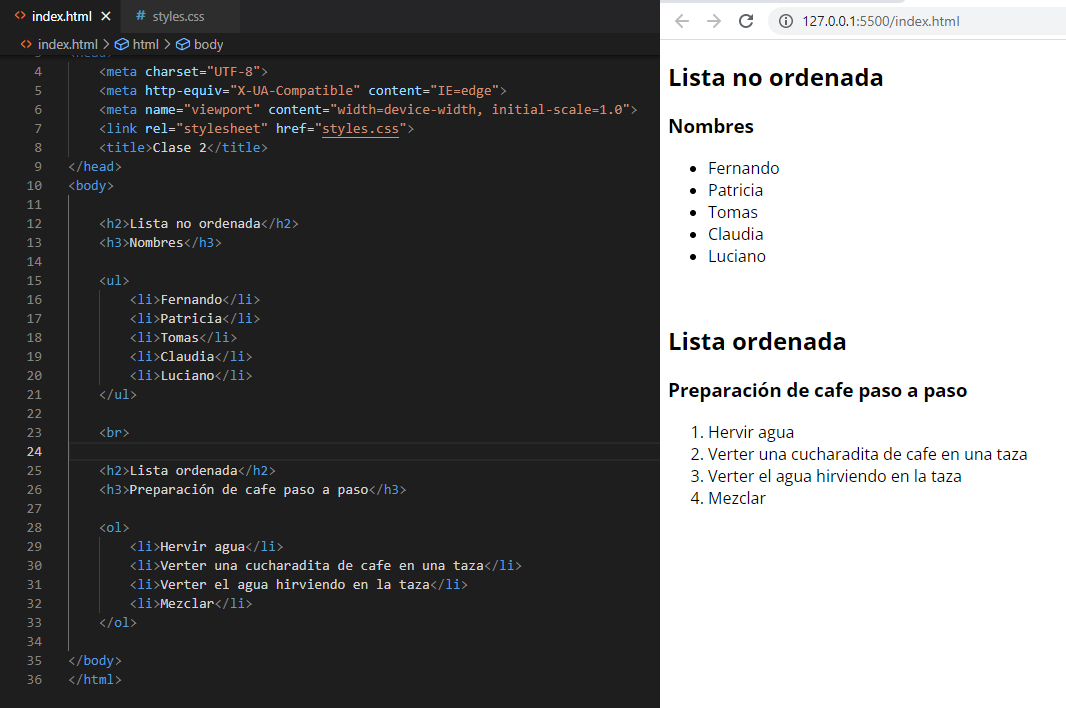 index.html
styles.css
index.html > html > body
3 <head>
4 <meta charset="UTF-8">
5 <meta http-equiv="X-UA-Compatible" content="IE=edge">
6 <meta name="viewport" content="width=device-width, initial-scale=1.0">
7 <link rel="stylesheet" href="styles.css">
8 <title>Clase 2</title>
9 </head>
10 <body>
11
12 <h2>Lista no ordenada</h2>
13 <h3>Nombres</h3>
14
15 <ul>
16 <li>Fernando</li>
17 <li>Patricia</li>
18 <li>Tomas</li>
19 <li>Claudia</li>
20 <li>Luciano</li>
21 </ul>
22
23 <br>
24
25 <h2>Lista ordenada</h2>
26 <h3>Preparación de cafe paso a paso</h3>
27
28 <ol>
29 <li>Hervir agua</li>
30 <li>Verter una cucharadita de cafe en una taza</li>
31 <li>Verter el agua hirviendo en la taza</li>
32 <li>Mezclar</li>
33 </ol>
34
35 </body>
36 </html>
127.0.0.1:5500/index.html
Lista no ordenada
Nombres
• Fernando
• Patricia
• Tomas
• Claudia
• Luciano
Lista ordenada
Preparación de cafe paso a paso
1. Hervir agua
2. Verter una cucharadita de cafe en una taza
3. Verter el agua hirviendo en la taza
4. Mezclar